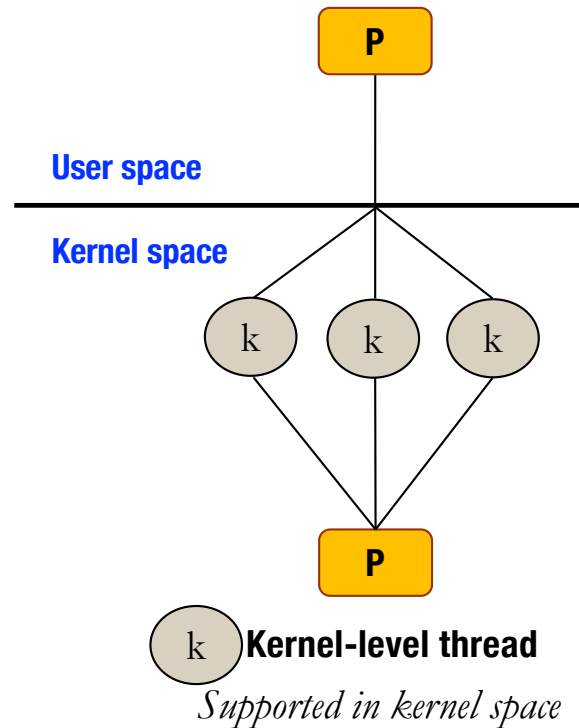 P
User space
Kernel space
k k k
P
k Kernel-level thread
Supported in kernel space